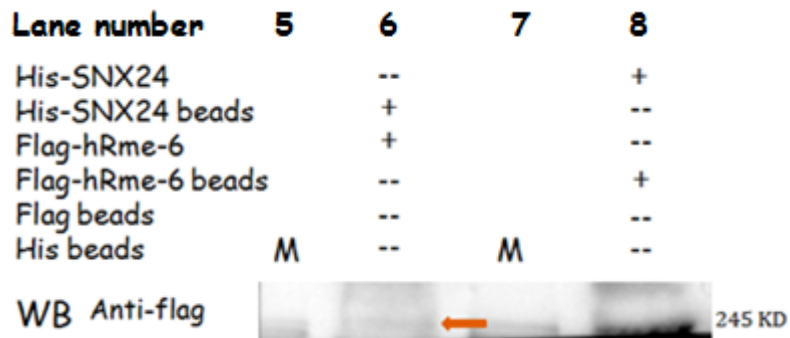 Lane number 5 6 7 8
His-SNX24 -- +
His-SNX24 beads + --
Flag-hRme-6 + --
Flag-hRme-6 beads -- +
Flag beads -- --
His beads M -- M --
WB Anti-flag 245 KD